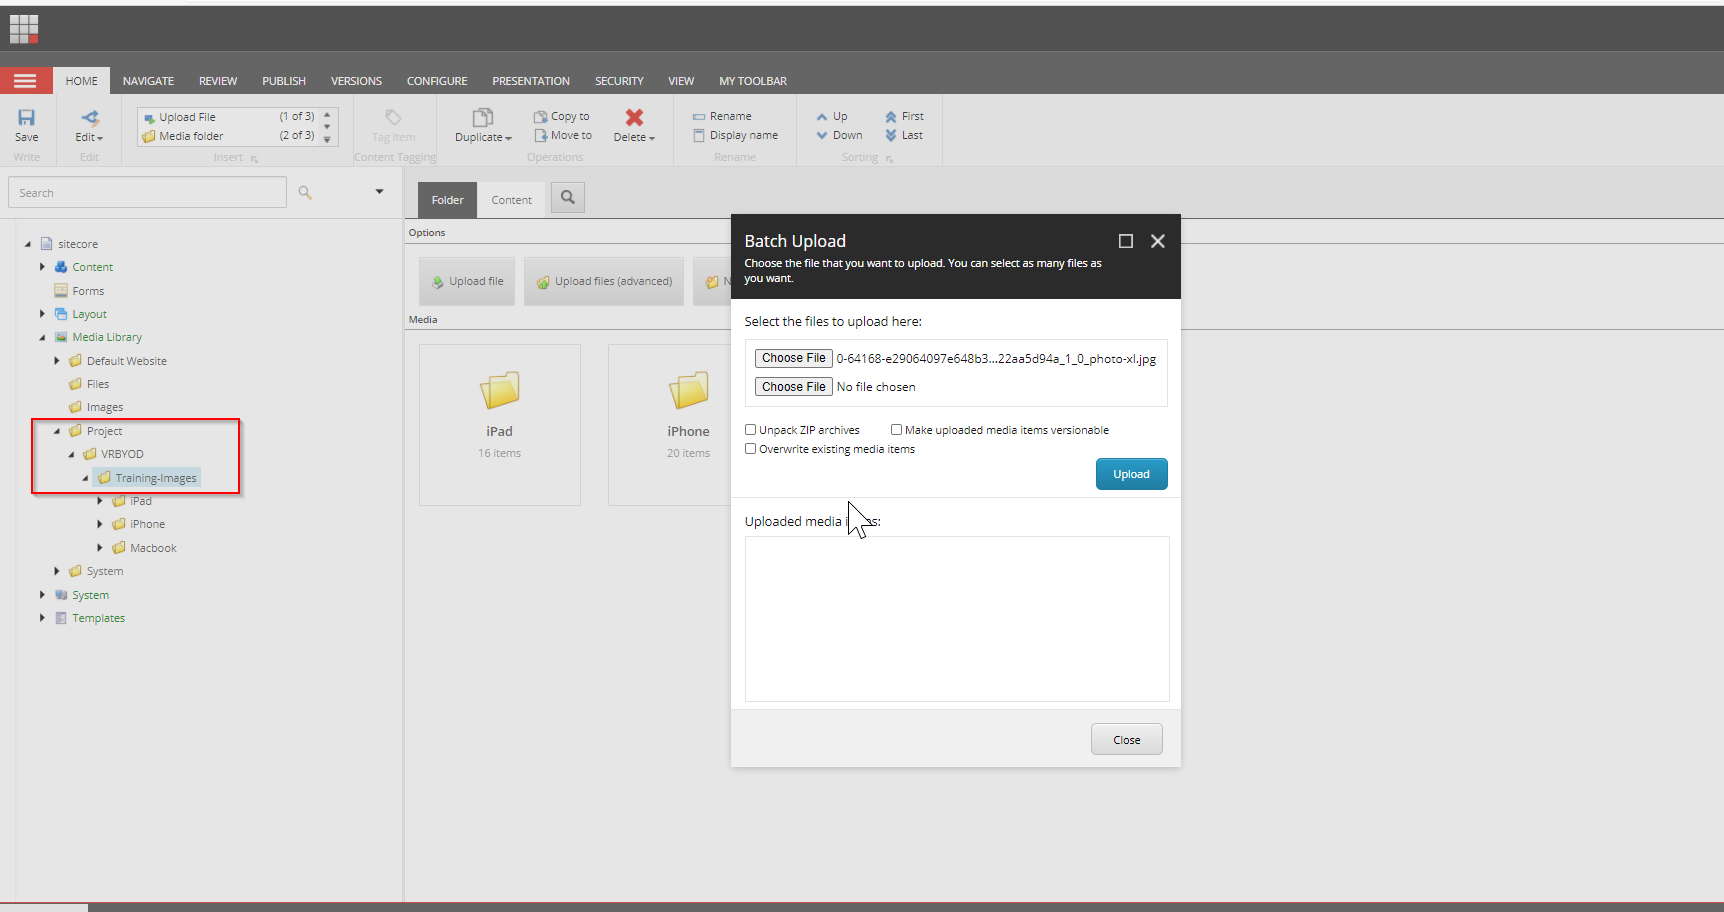 HOME NAVIGATE REVIEW PUBLISH VERSIONS CONFIGURE PRESENTATION SECURITY VIEW MY TOOLBAR
Upload File (1 of 3)
Media folder (2 of 3)
Save
Edit
Tag item
Duplicate
Copy to
Move to
Delete
Rename
Display name
Up
Down
First
Last
Write
Edit
Insert
Content Tagging
Operations
Rename
Sorting
Search
sitecore
Content
Forms
Layout
Media Library
Default Website
Files
Images
Project
VRBYOD
Training-Images
iPad
iPhone
Macbook
System
System
Templates
Folder
Content
Options
Upload file
Upload files (advanced)
Media
iPad
16 items
iPhone
20 items
Batch Upload
Choose the file that you want to upload. You can select as many files as
you want.
Select the files to upload here:
Choose File 0-64168-e29064097e648b3...22aa5d94a_1_0_photo-xl.jpg
Choose File No file chosen
Unpack ZIP archives
Make uploaded media items versionable
Overwrite existing media items
Upload
Uploaded media
Close